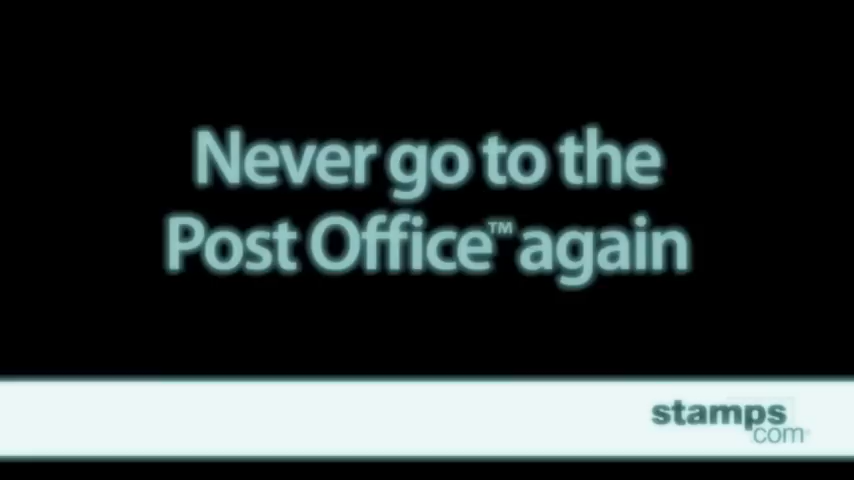 Never go to the
Post Office™ again
stamps
com